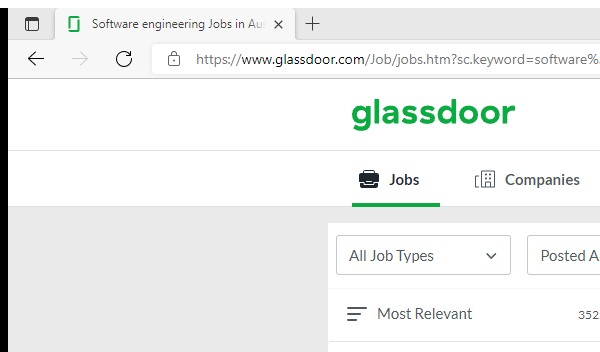 Software engineering Jobs in Aus
https://www.glassdoor.com/Job/jobs.htm?sc.keyword=software%
glassdoor
Jobs Companies
All Job Types Posted A
Most Relevant 352